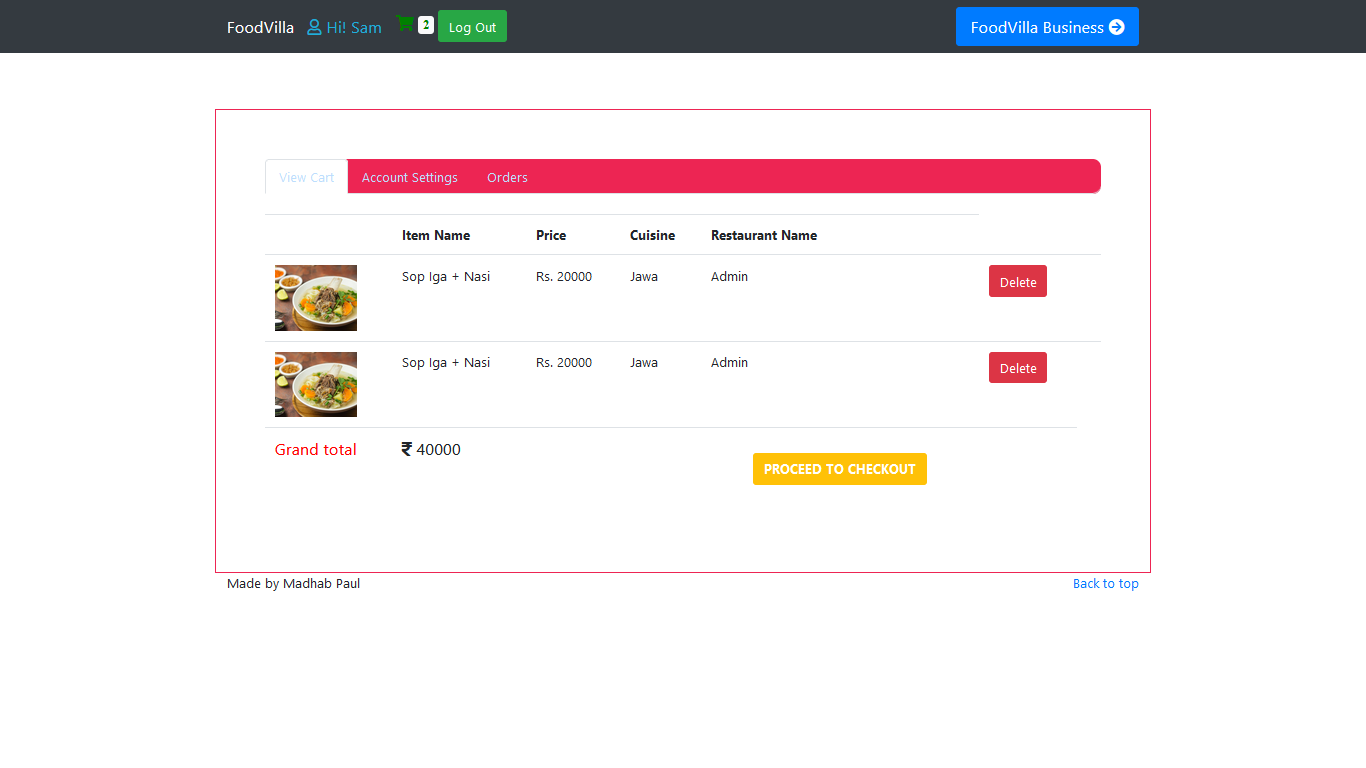 FoodVilla Hi! Sam 2 Log Out FoodVilla Business
View Cart Account Settings Orders
Item Name Price Cuisine Restaurant Name
Sop Iga + Nasi Rs. 20000 Jawa Admin Delete
Sop Iga + Nasi Rs. 20000 Jawa Admin Delete
Grand total ₹ 40000
PROCEED TO CHECKOUT
Made by Madhab Paul Back to top